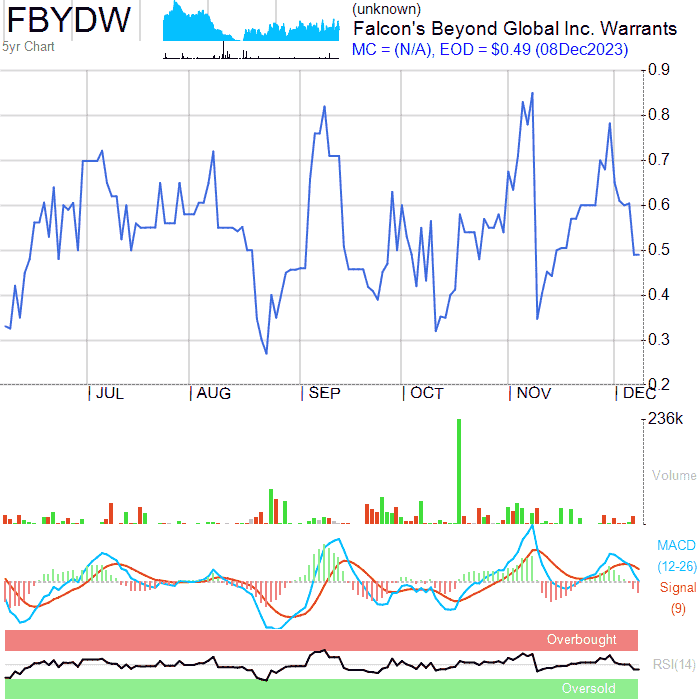 FBYDW
(unknown)
Falcon's Beyond Global Inc. Warrants
5yr Chart
MC = (N/A), EOD = $0.49 (08Dec2023)
0.9
0.8
0.7
0.6
0.5
0.4
0.3
0.2
JUL AUG SEP OCT NOV DEC
236k
Volume
MACD
(12-26)
Signal
(9)
Overbought
RSI(14)
Oversold